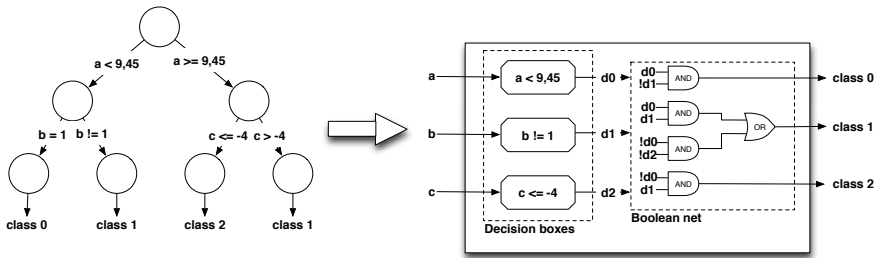 a < 9,45
a >= 9,45
b = 1
b != 1
c <= -4
c > -4
class 0
class 1
class 2
class 1
a
b
c
a < 9,45
b != 1
c <= -4
Decision boxes
d0
d1
d2
d0
!d1
AND
d0
d1
AND
!d0
!d2
AND
OR
!d0
d1
AND
Boolean net
class 0
class 1
class 2